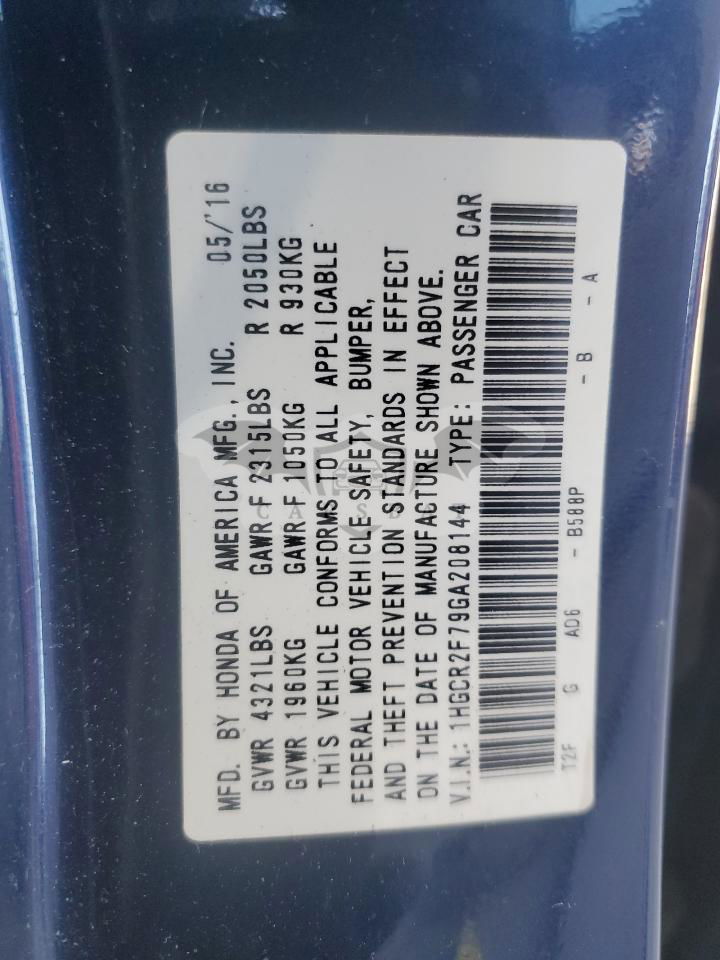 MFD. BY HONDA OF AMERICA MFG., INC. 05/'16
GVWR 4321LBS GAWR F 2315LBS R 2050LBS
GVWR 1960KG GAWR F 1050KG R 930KG
THIS VEHICLE CONFORMS TO ALL APPLICABLE
FEDERAL MOTOR VEHICLE SAFETY, BUMPER,
AND THEFT PREVENTION STANDARDS IN EFFECT
ON THE DATE OF MANUFACTURE SHOWN ABOVE.
V.I.N.: 1HGCR2F79GA208144 TYPE: PASSENGER CAR
T2F G AD6 - B588P - B - A